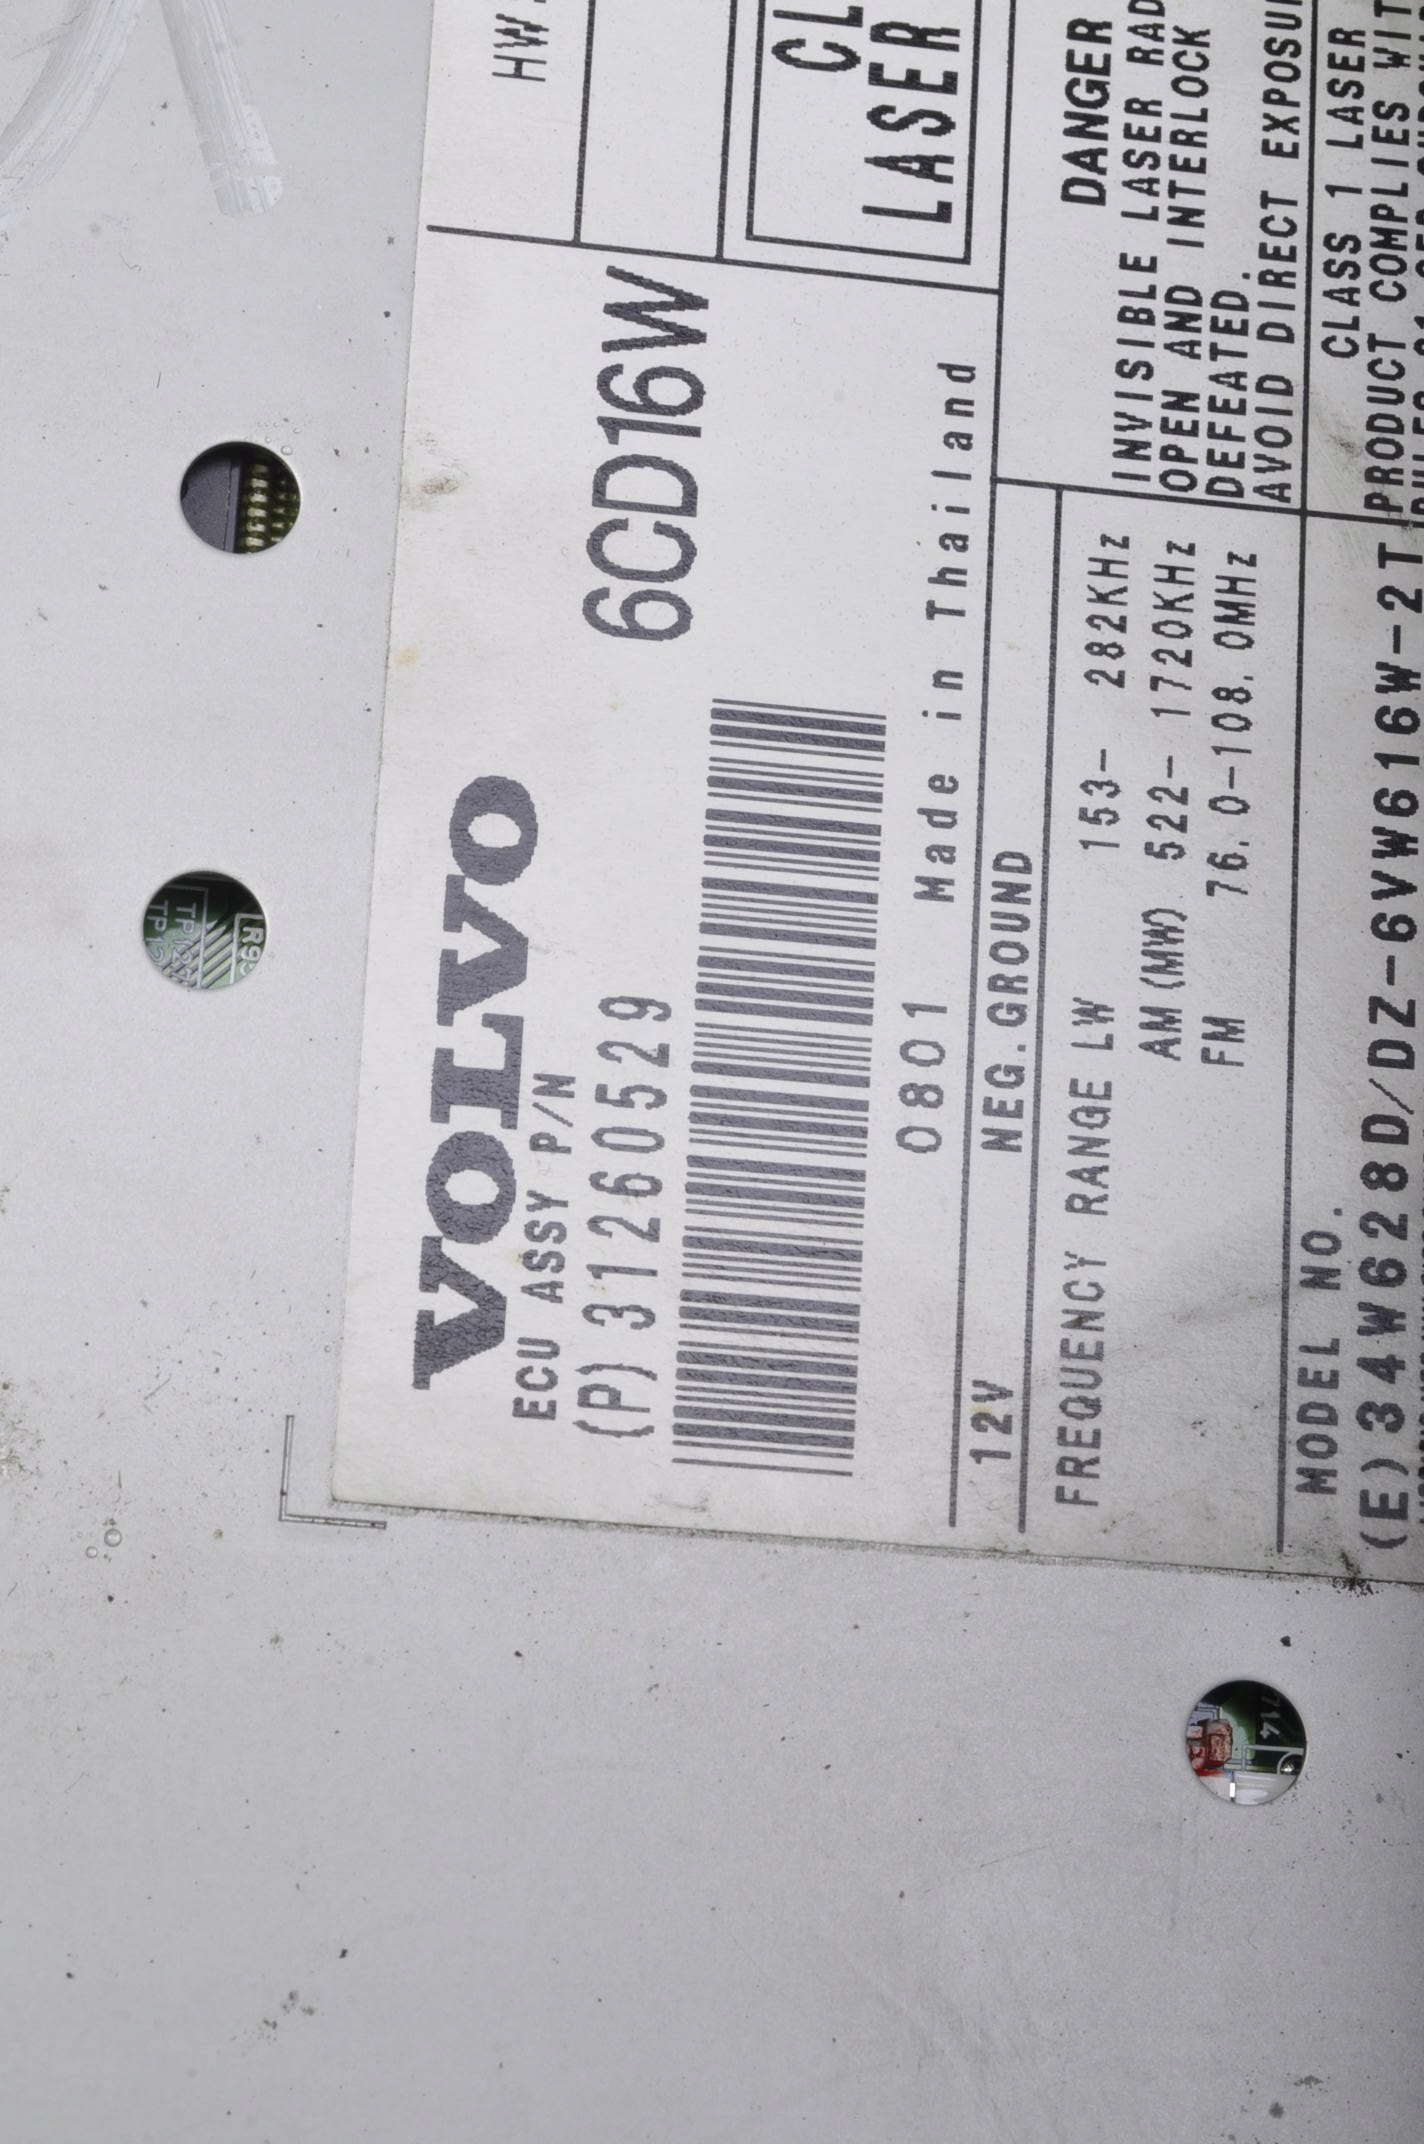 VOLVO
6CD16W
ECU ASSY P/N
(P) 31260529
0801 Made in Thailand
12V NEG. GROUND
FREQUENCY RANGE LW 153- 282KHz
AM (MW) 522-1720KHz
FM 76.0-108.0MHz
MODEL NO.
(E) 34W628D/DZ-6VW616W-2T
HW
CL
LASER
DANGER
INVISIBLE LASER RAD
OPEN AND INTERLOCK
DEFEATED.
AVOID DIRECT EXPOSU
CLASS 1 LASER
PRODUCT COMPLIES WIT
714